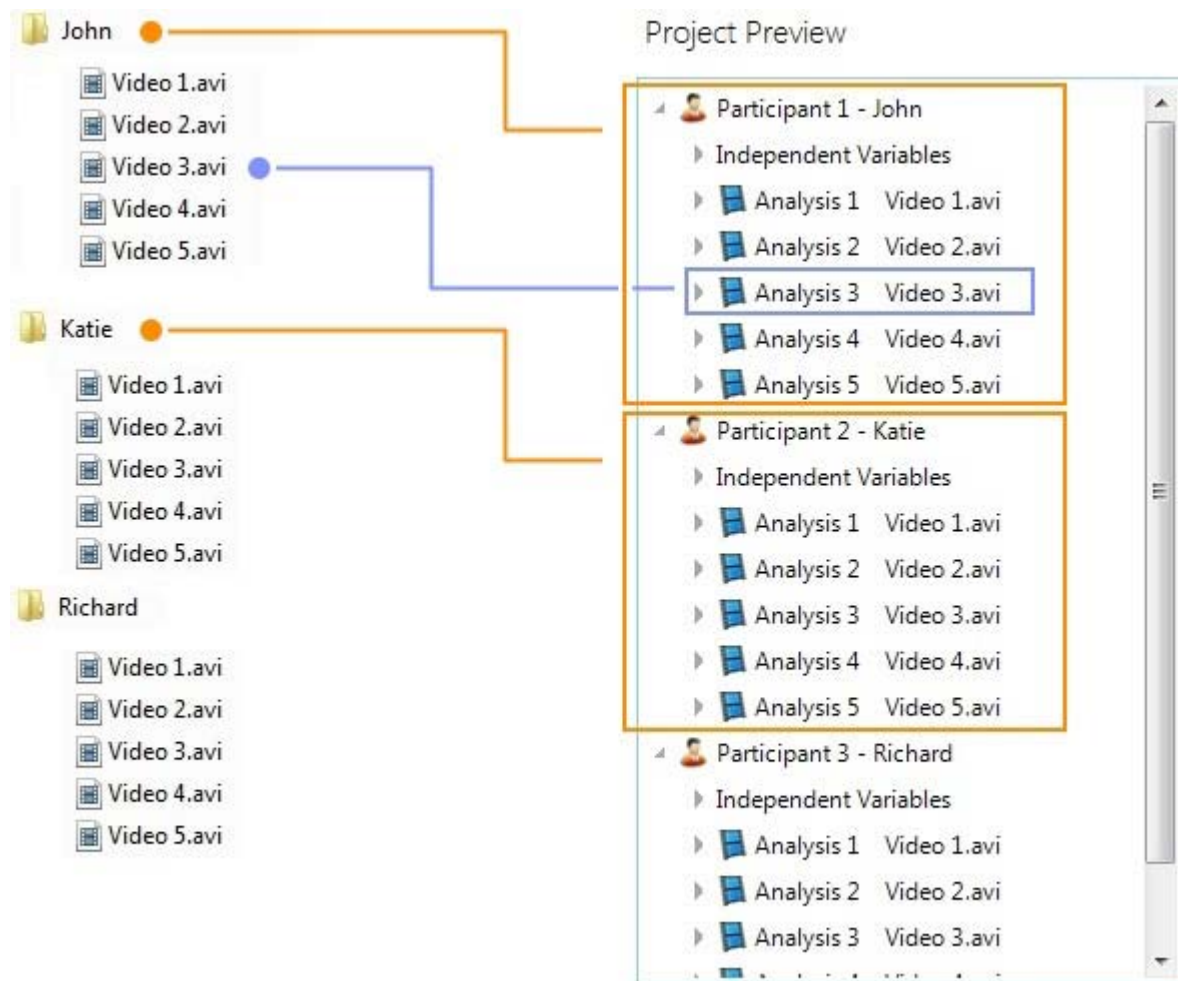 John
Video 1.avi
Video 2.avi
Video 3.avi
Video 4.avi
Video 5.avi
Katie
Video 1.avi
Video 2.avi
Video 3.avi
Video 4.avi
Video 5.avi
Richard
Video 1.avi
Video 2.avi
Video 3.avi
Video 4.avi
Video 5.avi
Project Preview
Participant 1 - John
Independent Variables
Analysis 1 Video 1.avi
Analysis 2 Video 2.avi
Analysis 3 Video 3.avi
Analysis 4 Video 4.avi
Analysis 5 Video 5.avi
Participant 2 - Katie
Independent Variables
Analysis 1 Video 1.avi
Analysis 2 Video 2.avi
Analysis 3 Video 3.avi
Analysis 4 Video 4.avi
Analysis 5 Video 5.avi
Participant 3 - Richard
Independent Variables
Analysis 1 Video 1.avi
Analysis 2 Video 2.avi
Analysis 3 Video 3.avi